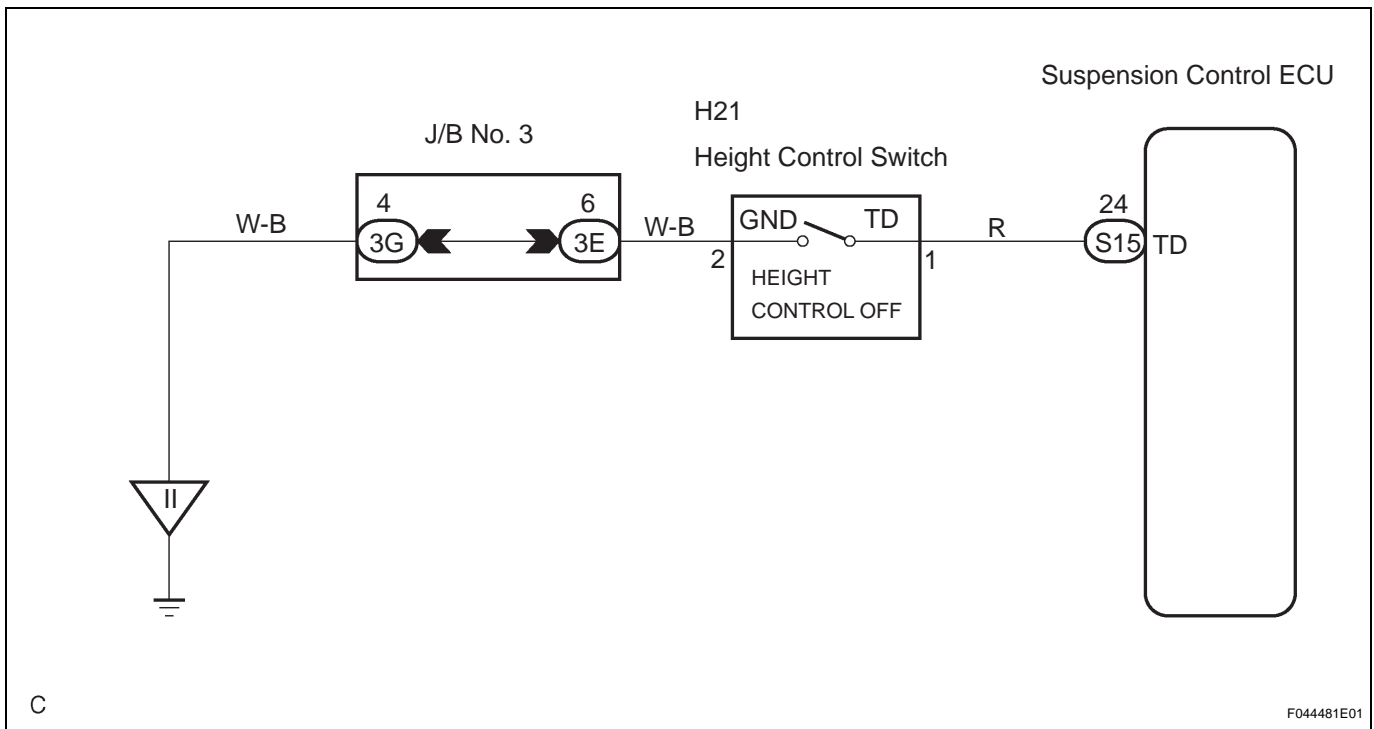 Suspension Control ECU
H21
Height Control Switch
J/B No. 3
4
6
24
W-B
3G
3E
W-B
GND
TD
R
S15
TD
2
1
HEIGHT
CONTROL OFF
II
C
F044481E01